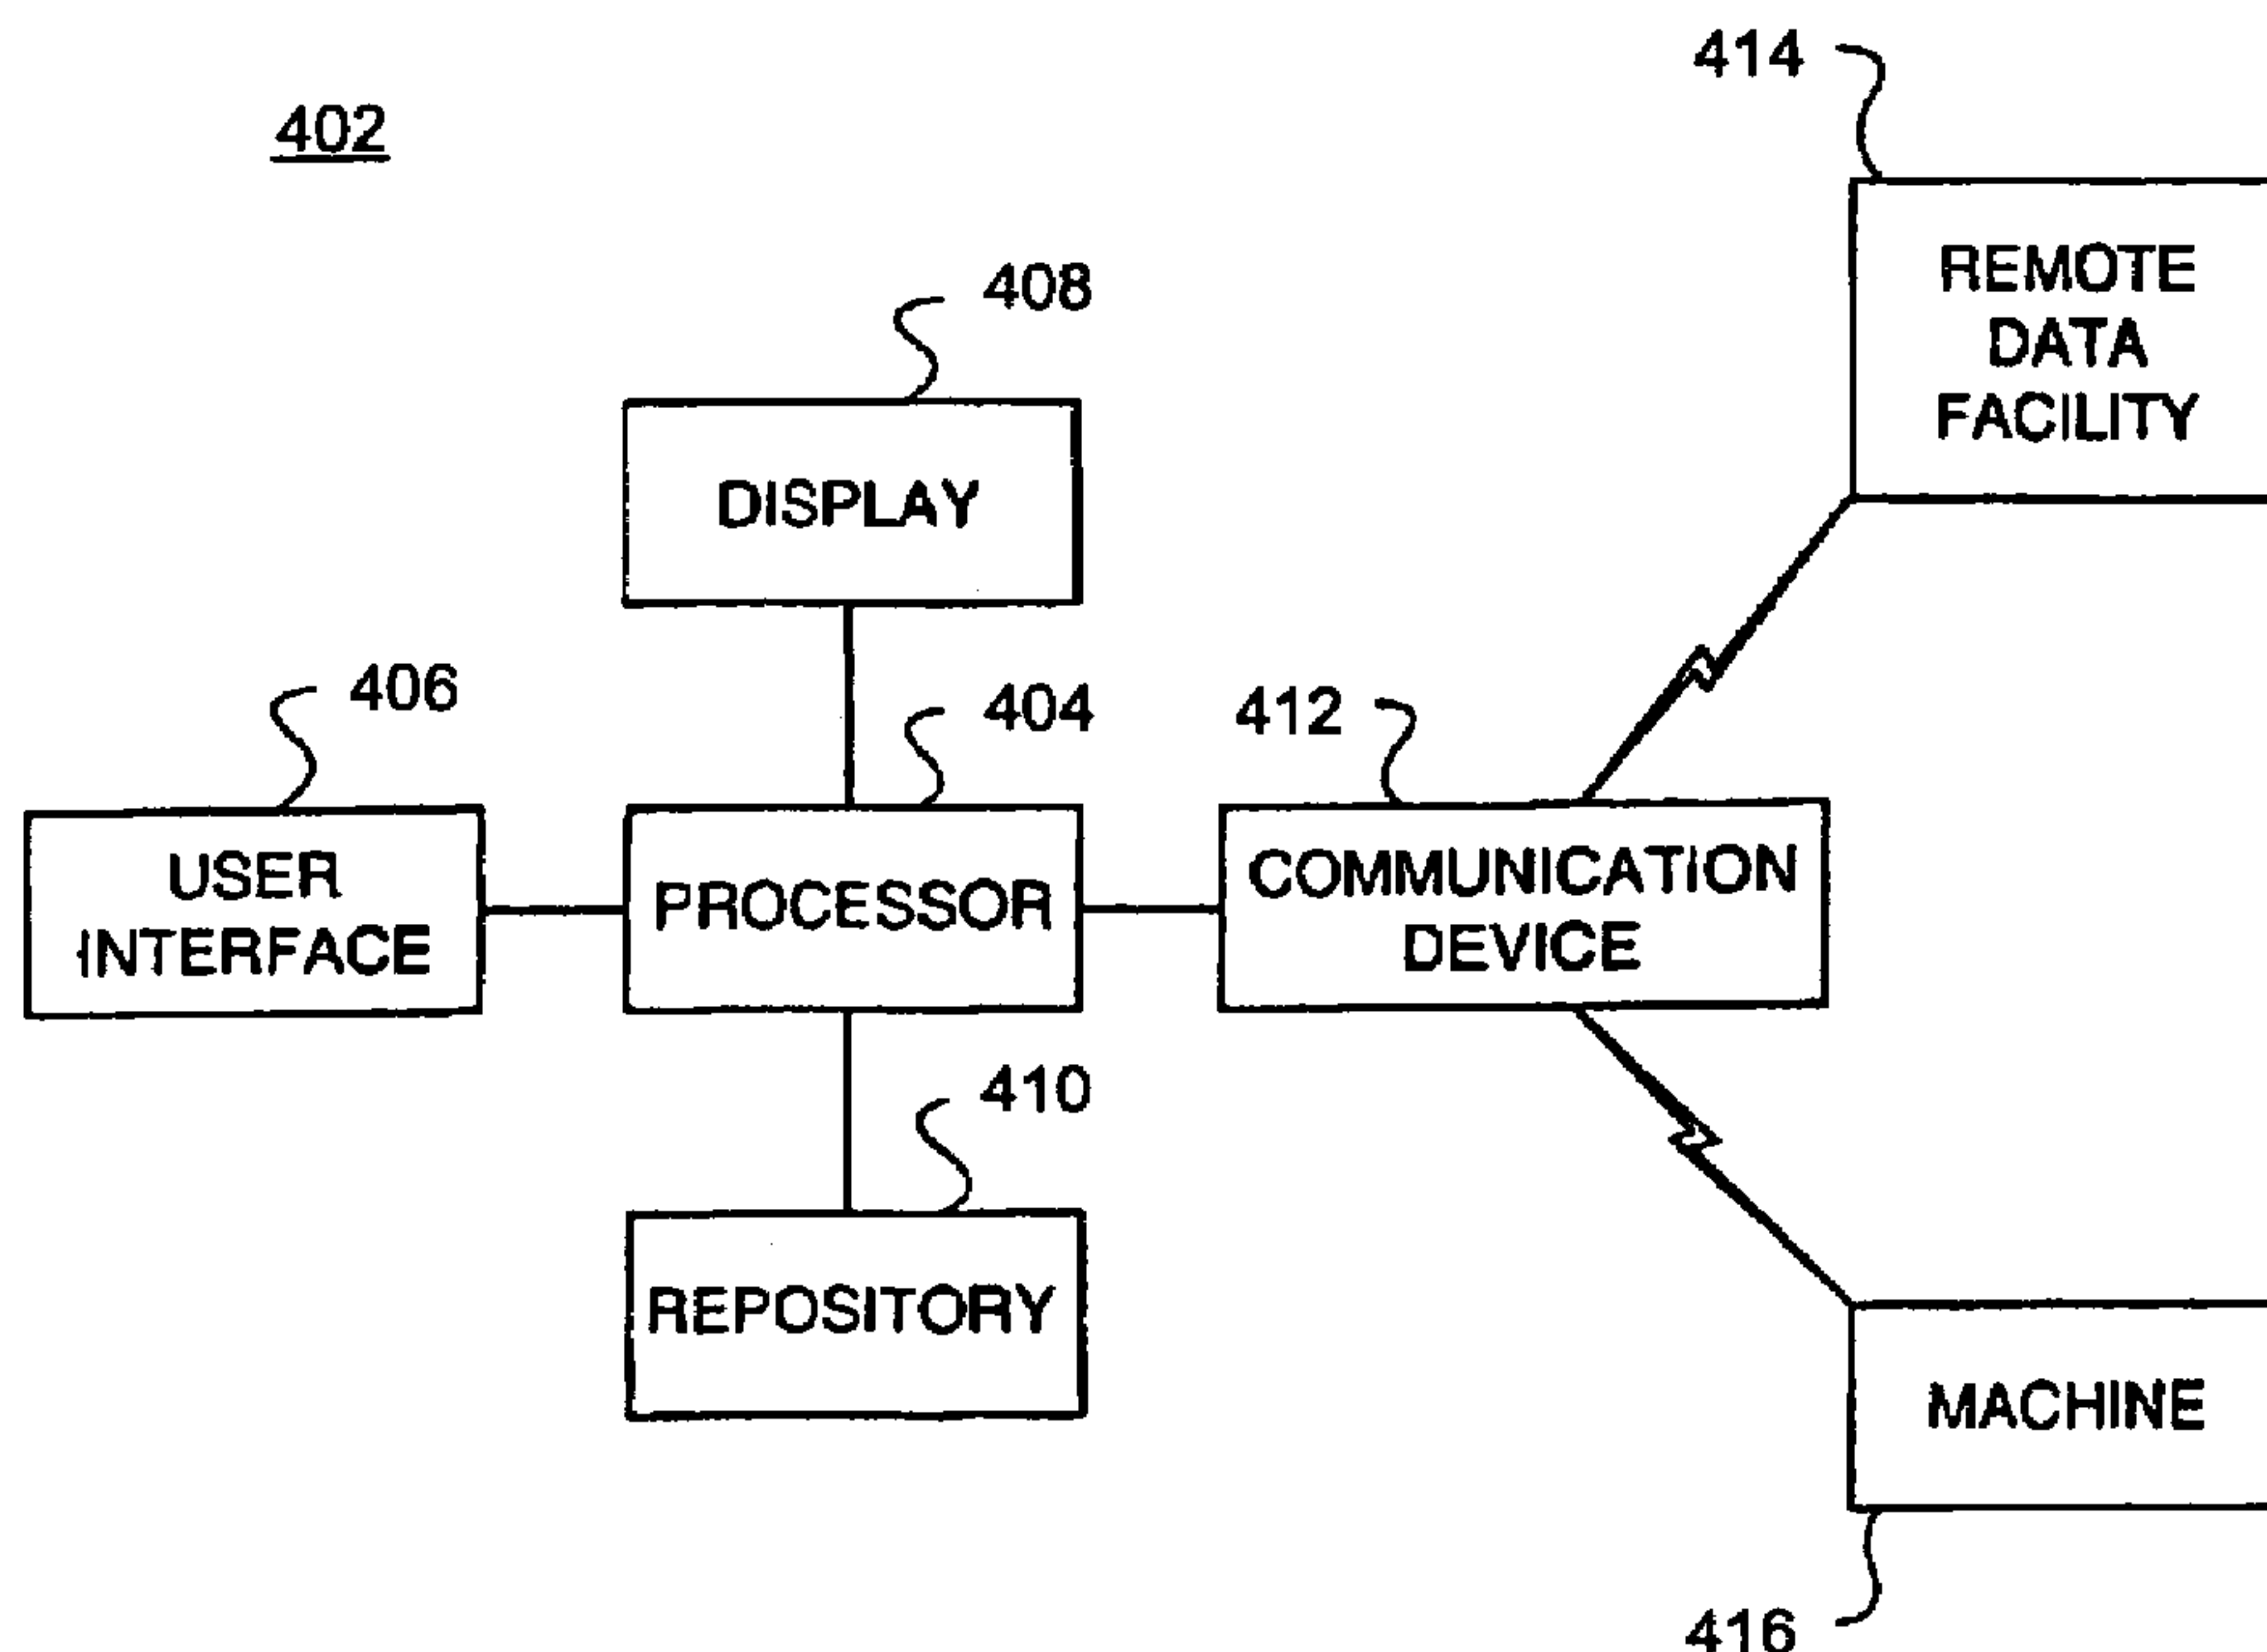 414
402
REMOTE
DATA
FACILITY
408
DISPLAY
406
404
412
USER
INTERFACE
PROCESSOR
COMMUNICATION
DEVICE
410
REPOSITORY
MACHINE
416